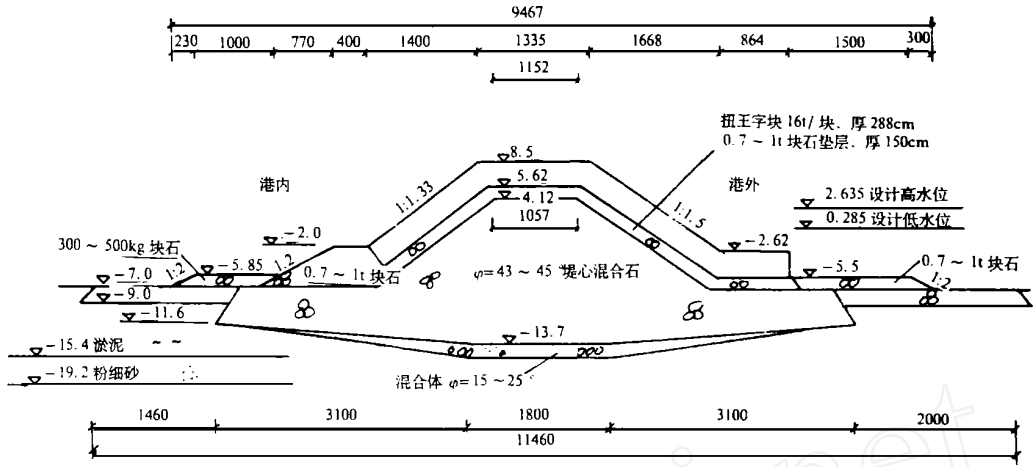 9467
230 1000 770 400 1400 1335 1668 864 1500 300
1152
扭王字块 16t/块、厚 288cm
0.7～1t 块石垫层、厚 150cm
8.5
港内 5.62 港外
1:1.33 4.12 1:1.5
2.635 设计高水位
1057
0.285 设计低水位
-2.0
-2.62
300～500kg 块石
1:2 -5.85 1:2 0.7～1t 块石 φ=43～45°堤心混合石 -5.5 0.7～1t 块石
-7.0 1:2
-9.0
-11.6
-13.7
-15.4 淤泥
-19.2 粉细砂
混合体 φ=15～25°
1460 3100 1800 3100 2000
11460